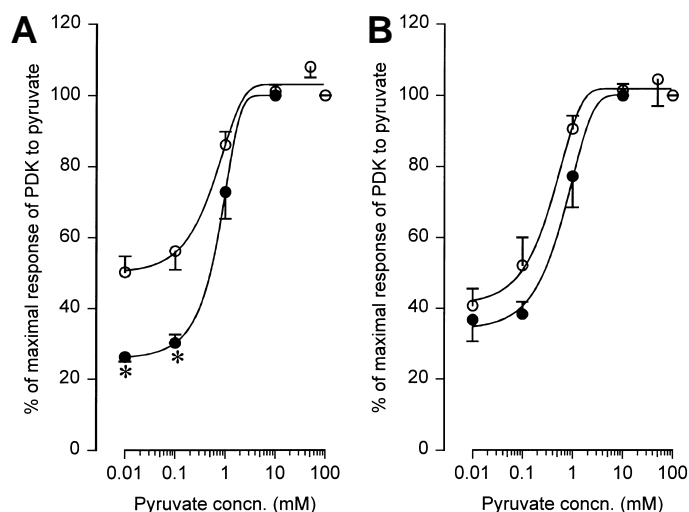 A
% of maximal response of PDK to pyruvate
120
100
80
60
40
20
0
*
*
0.01 0.1 1 10 100
Pyruvate concn. (mM)
B
% of maximal response of PDK to pyruvate
120
100
80
60
40
20
0
0.01 0.1 1 10 100
Pyruvate concn. (mM)